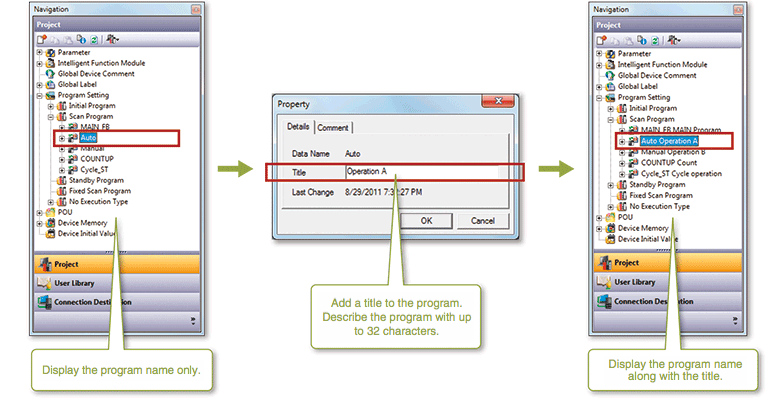 Navigation
Project
Parameter
Intelligent Function Module
Global Device Comment
Global Label
Program Setting
Initial Program
Scan Program
MAIN_FB
Auto
Manual
COUNTUP
Cycle_ST
Standby Program
Fixed Scan Program
No Execution Type
POU
Device Memory
Device Initial Value
Project
User Library
Connection Destination
Display the program name only.
Property
Details
Comment
Data Name Auto
Title Operation A
Last Change 8/29/2011 7:3 :27 PM
OK Cancel
Add a title to the program.
Describe the program with up
to 32 characters.
Navigation
Project
Parameter
Intelligent Function Module
Global Device Comment
Global Label
Program Setting
Initial Program
Scan Program
MAIN_FB MAIN Program
Auto Operation A
Manual Operation B
COUNTUP Count
Cycle_ST Cycle operation
Standby Program
Fixed Scan Program
No Execution Type
POU
Device Memory
Device Initial Value
Project
User Library
Connection Destination
Display the program name
along with the title.